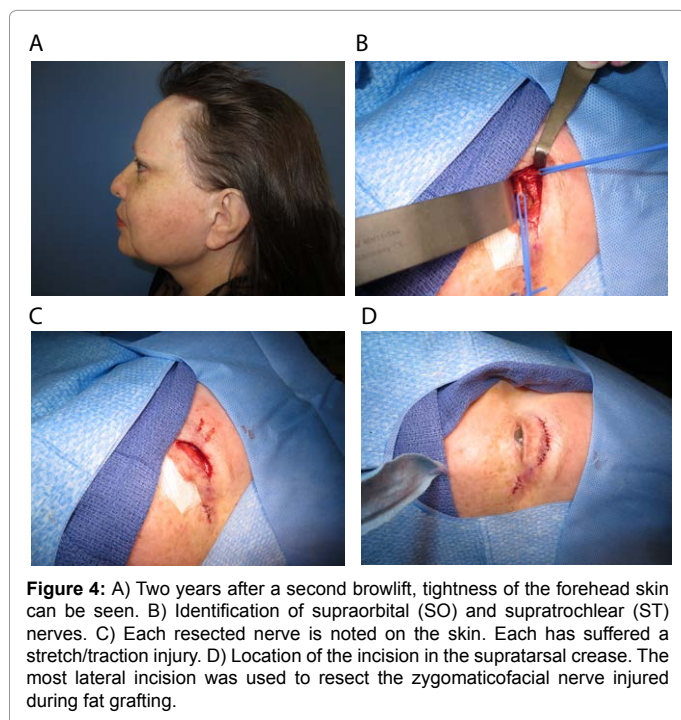 A
B
C
D
Figure 4: A) Two years after a second browlift, tightness of the forehead skin
can be seen. B) Identification of supraorbital (SO) and supratrochlear (ST)
nerves. C) Each resected nerve is noted on the skin. Each has suffered a
stretch/traction injury. D) Location of the incision in the supratarsal crease. The
most lateral incision was used to resect the zygomaticofacial nerve injured
during fat grafting.